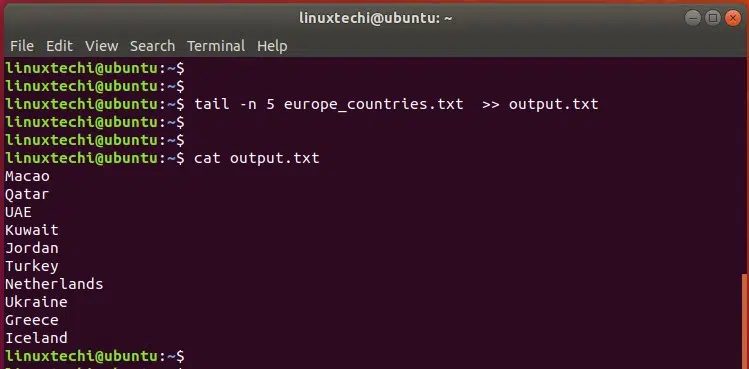 linuxtechi@ubuntu: ~
File Edit View Search Terminal Help
linuxtechi@ubuntu:~$
linuxtechi@ubuntu:~$
linuxtechi@ubuntu:~$ tail -n 5 europe_countries.txt  >> output.txt
linuxtechi@ubuntu:~$
linuxtechi@ubuntu:~$
linuxtechi@ubuntu:~$ cat output.txt
Macao
Qatar
UAE
Kuwait
Jordan
Turkey
Netherlands
Ukraine
Greece
Iceland
linuxtechi@ubuntu:~$